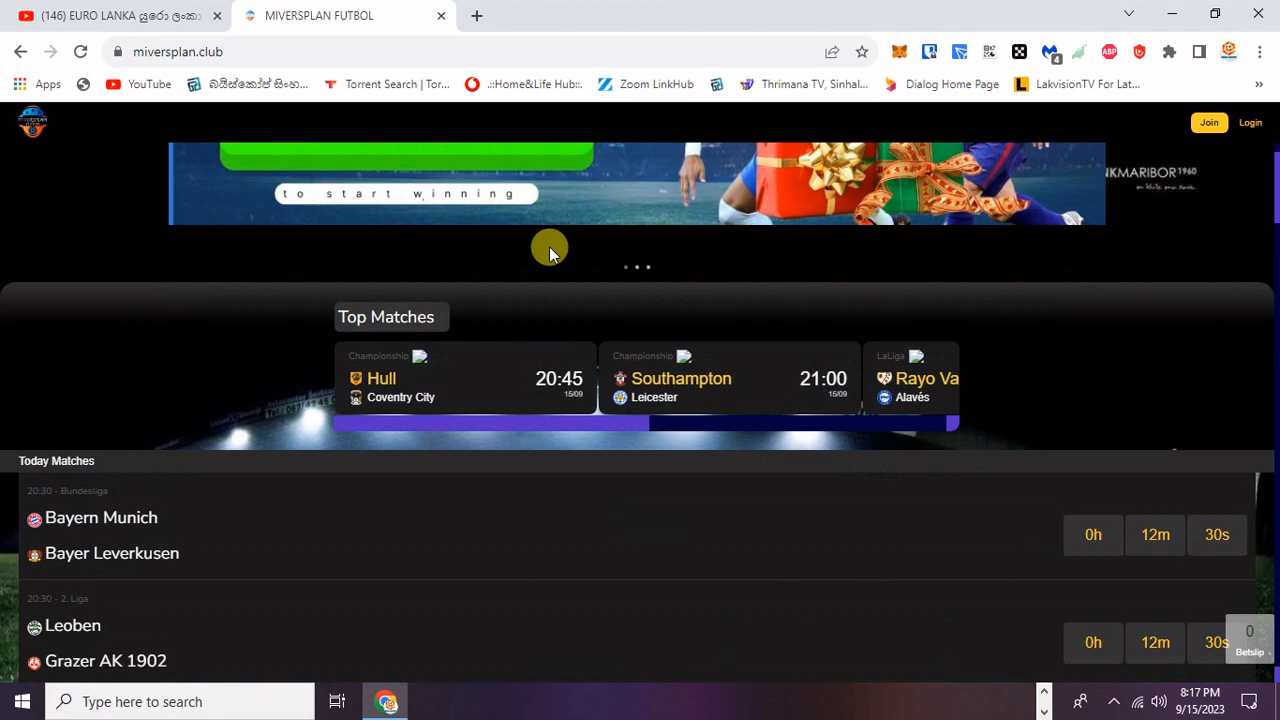 (146) EURO LANKA යුරො ලංකා
MIVERSPLAN FUTBOL
miversplan.club
4
Apps
YouTube
බයිස්කෝප් සිංහ...
Torrent Search | Tor...
.::Home&Life Hub::.
Zoom LinkHub
Thrimana TV, Sinhal...
Dialog Home Page
LakvisionTV For Lat...
»
Join
Login
to start winning
NKMARIBOR1960
Top Matches
Championship
Hull
20:45
Coventry City
15/09
Championship
Southampton
21:00
Leicester
15/09
LaLiga
Rayo Va
Alavés
Today Matches
20:30 - Bundesliga
Bayern Munich
Bayer Leverkusen
0h
12m
30s
20:30 - 2. Liga
Leoben
Grazer AK 1902
0h
12m
30s
0
Betslip
Type here to search
8:17 PM
9/15/2023